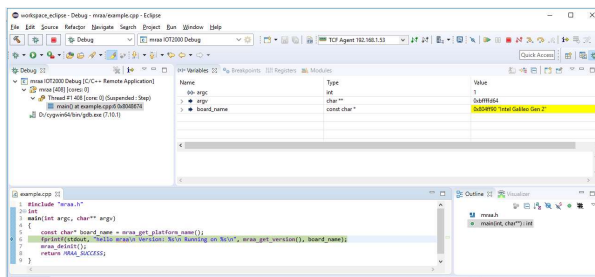 workspace_eclipse - Debug - mraa/example.cpp - Eclipse
File Edit Source Refactor Navigate Search Project Run Window Help
Debug mraa IOT2000 Debug TCP Agent 192.168.1.53
Quick Access
Debug
mraa IOT2000 Debug [C/C++ Remote Application]
mraa [408] [cores: 0]
Thread #1 408 [core: 0] (Suspended : Step)
main() at example.cpp:6 0x8048674
D:/cygwin64/bin/gdb.exe (7.10.1)
(x)= Variables Breakpoints Registers Modules
Name Type Value
argc int 1
argv char ** 0xbffffd64
board_name const char * 0x804ff90 "Intel Galileo Gen 2"
example.cpp
1 #include "mraa.h"
2 int
3 main(int argc, char** argv)
4 {
5 const char* board_name = mraa_get_platform_name();
6 fprintf(stdout, "hello mraa\n Version: %s\n Running on %s\n", mraa_get_version(), board_name);
7 mraa_deinit();
8 return MRAA_SUCCESS;
9 }
Outline Visualizer
mraa.h
main(int, char**) : int